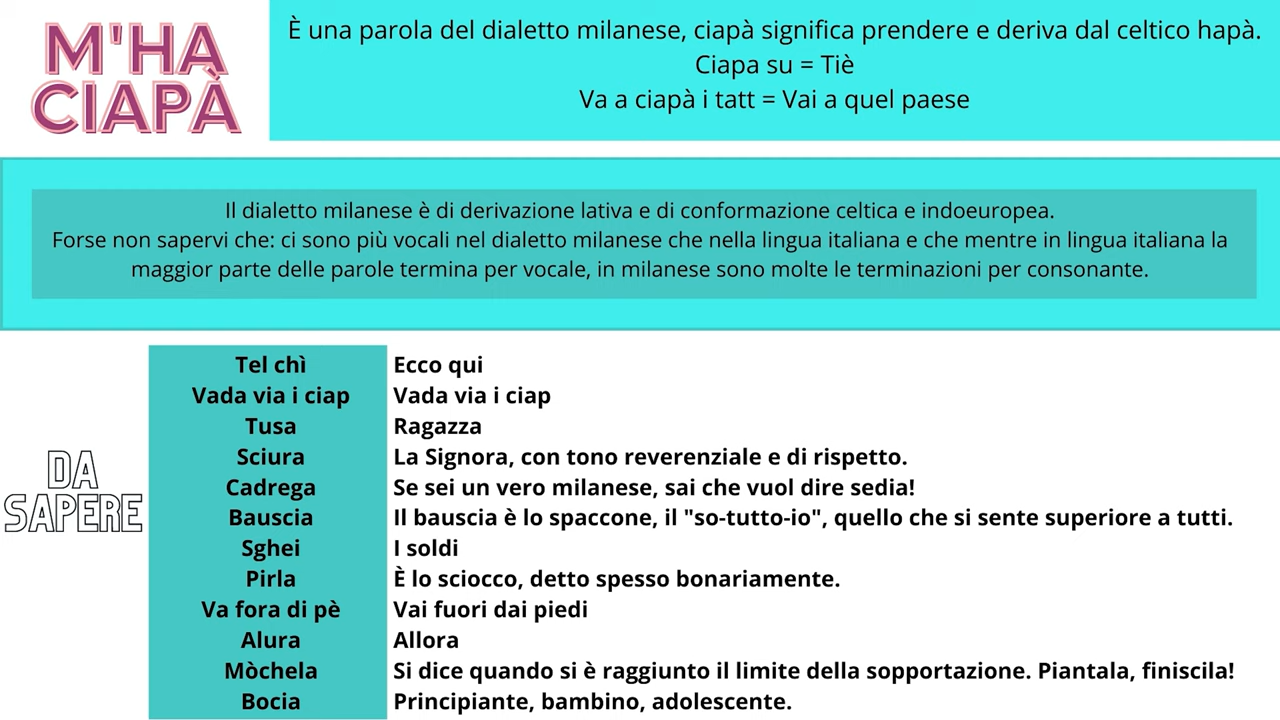 M'HA
CIAPÀ
È una parola del dialetto milanese, ciapà significa prendere e deriva dal celtico hapà.
Ciapa su = Tiè
Va a ciapà i tatt = Vai a quel paese
Il dialetto milanese è di derivazione lativa e di conformazione celtica e indoeuropea.
Forse non sapervi che: ci sono più vocali nel dialetto milanese che nella lingua italiana e che mentre in lingua italiana la
maggior parte delle parole termina per vocale, in milanese sono molte le terminazioni per consonante.
DA
SAPERE
Tel chì Ecco qui
Vada via i ciap Vada via i ciap
Tusa Ragazza
Sciura La Signora, con tono reverenziale e di rispetto.
Cadrega Se sei un vero milanese, sai che vuol dire sedia!
Bauscia Il bauscia è lo spaccone, il "so-tutto-io", quello che si sente superiore a tutti.
Sghei I soldi
Pirla È lo sciocco, detto spesso bonariamente.
Va fora di pè Vai fuori dai piedi
Alura Allora
Mòchela Si dice quando si è raggiunto il limite della sopportazione. Piantala, finiscila!
Bocia Principiante, bambino, adolescente.